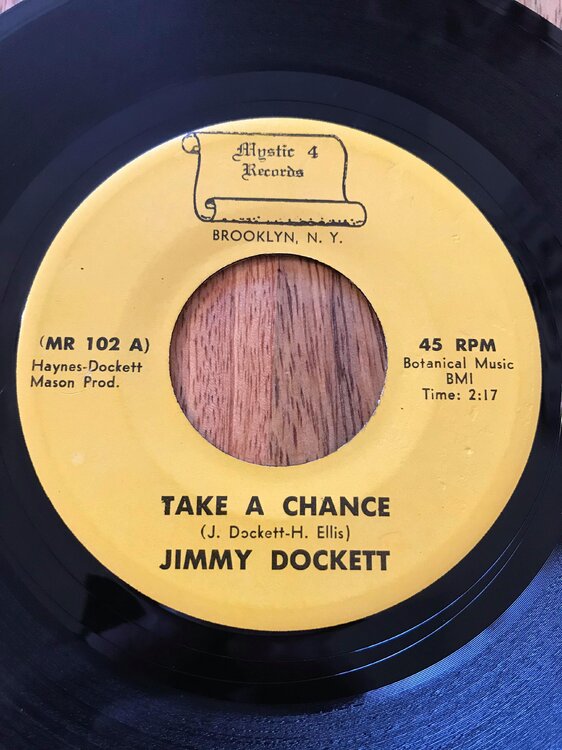 Mystic 4
Records
BROOKLYN, N. Y.
(MR 102 A)
Haynes-Dockett
Mason Prod.
45 RPM
Botanical Music
BMI
Time: 2:17
TAKE A CHANCE
(J. Dockett-H. Ellis)
JIMMY DOCKETT